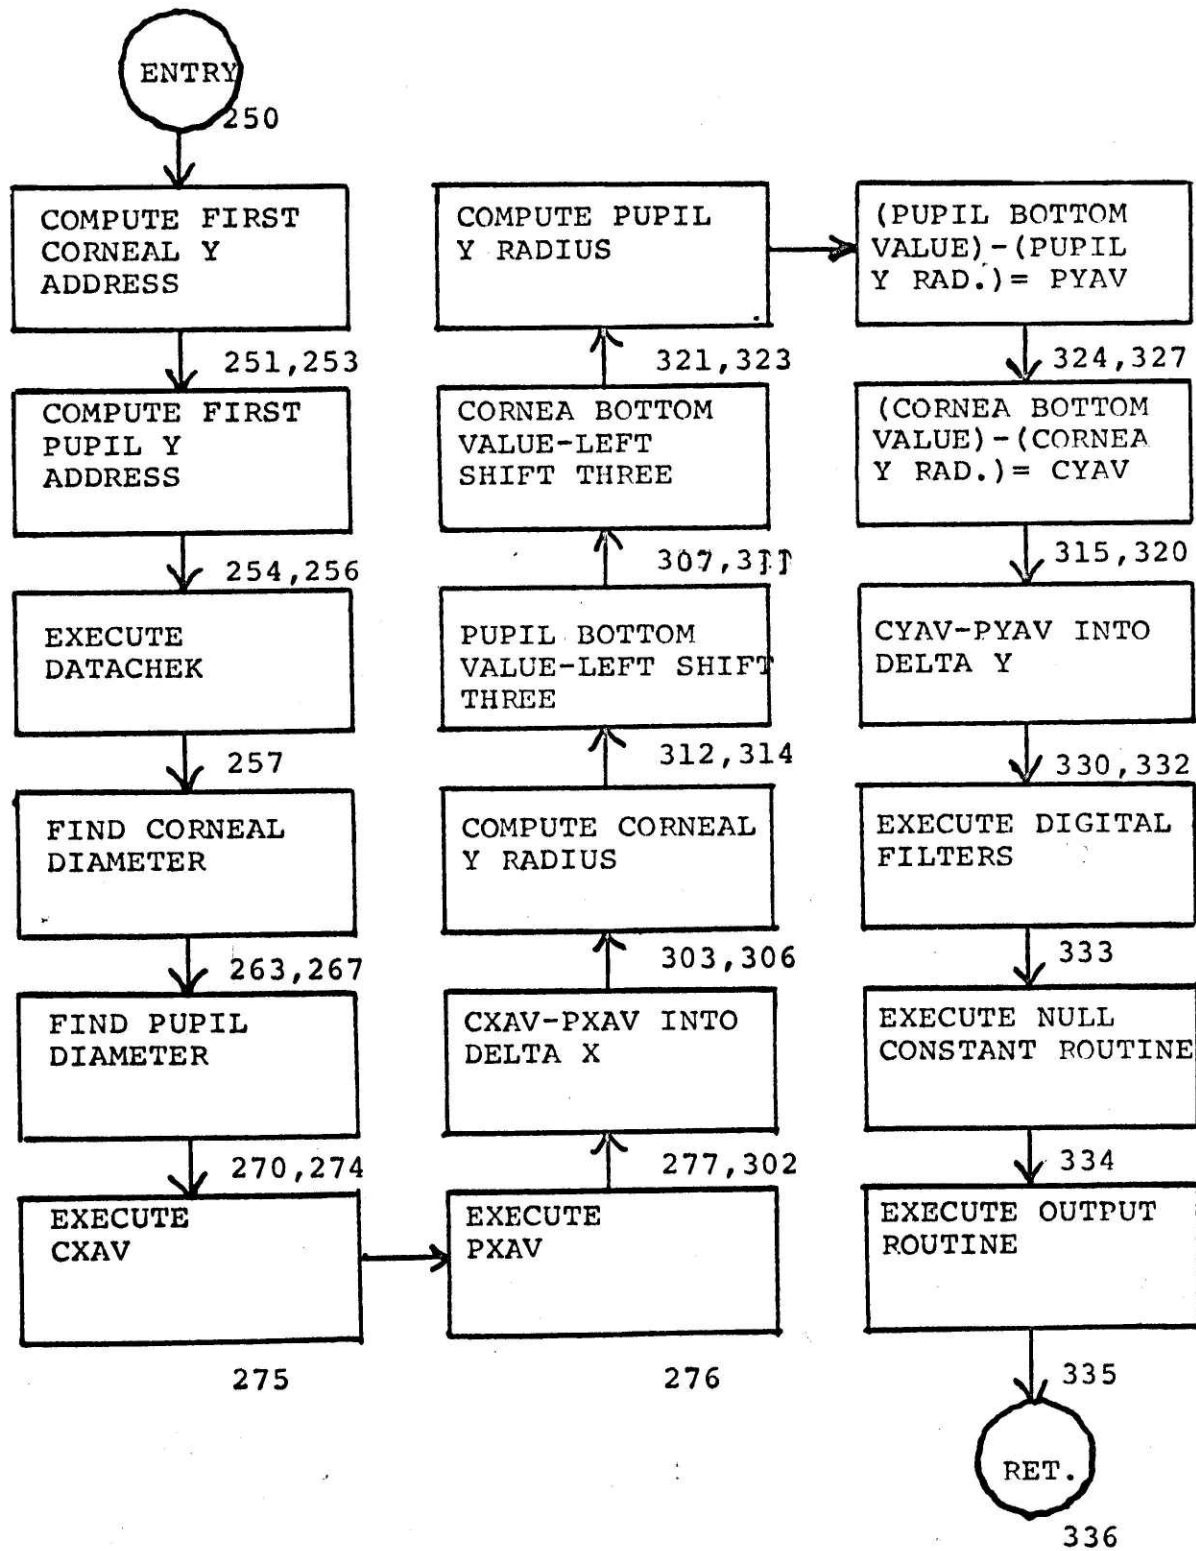 ENTRY
250
COMPUTE FIRST
CORNEAL Y
ADDRESS
251,253
COMPUTE FIRST
PUPIL Y
ADDRESS
254,256
EXECUTE
DATACHEK
257
FIND CORNEAL
DIAMETER
263,267
FIND PUPIL
DIAMETER
270,274
EXECUTE
CXAV
275
EXECUTE
PXAV
276
277,302
CXAV-PXAV INTO
DELTA X
303,306
COMPUTE CORNEAL
Y RADIUS
312,314
PUPIL BOTTOM
VALUE-LEFT SHIFT
THREE
307,311
CORNEA BOTTOM
VALUE-LEFT
SHIFT THREE
321,323
COMPUTE PUPIL
Y RADIUS
(PUPIL BOTTOM
VALUE)-(PUPIL
Y RAD.)= PYAV
324,327
(CORNEA BOTTOM
VALUE)-(CORNEA
Y RAD.)= CYAV
315,320
CYAV-PYAV INTO
DELTA Y
330,332
EXECUTE DIGITAL
FILTERS
333
EXECUTE NULL
CONSTANT ROUTINE
334
EXECUTE OUTPUT
ROUTINE
335
RET.
336